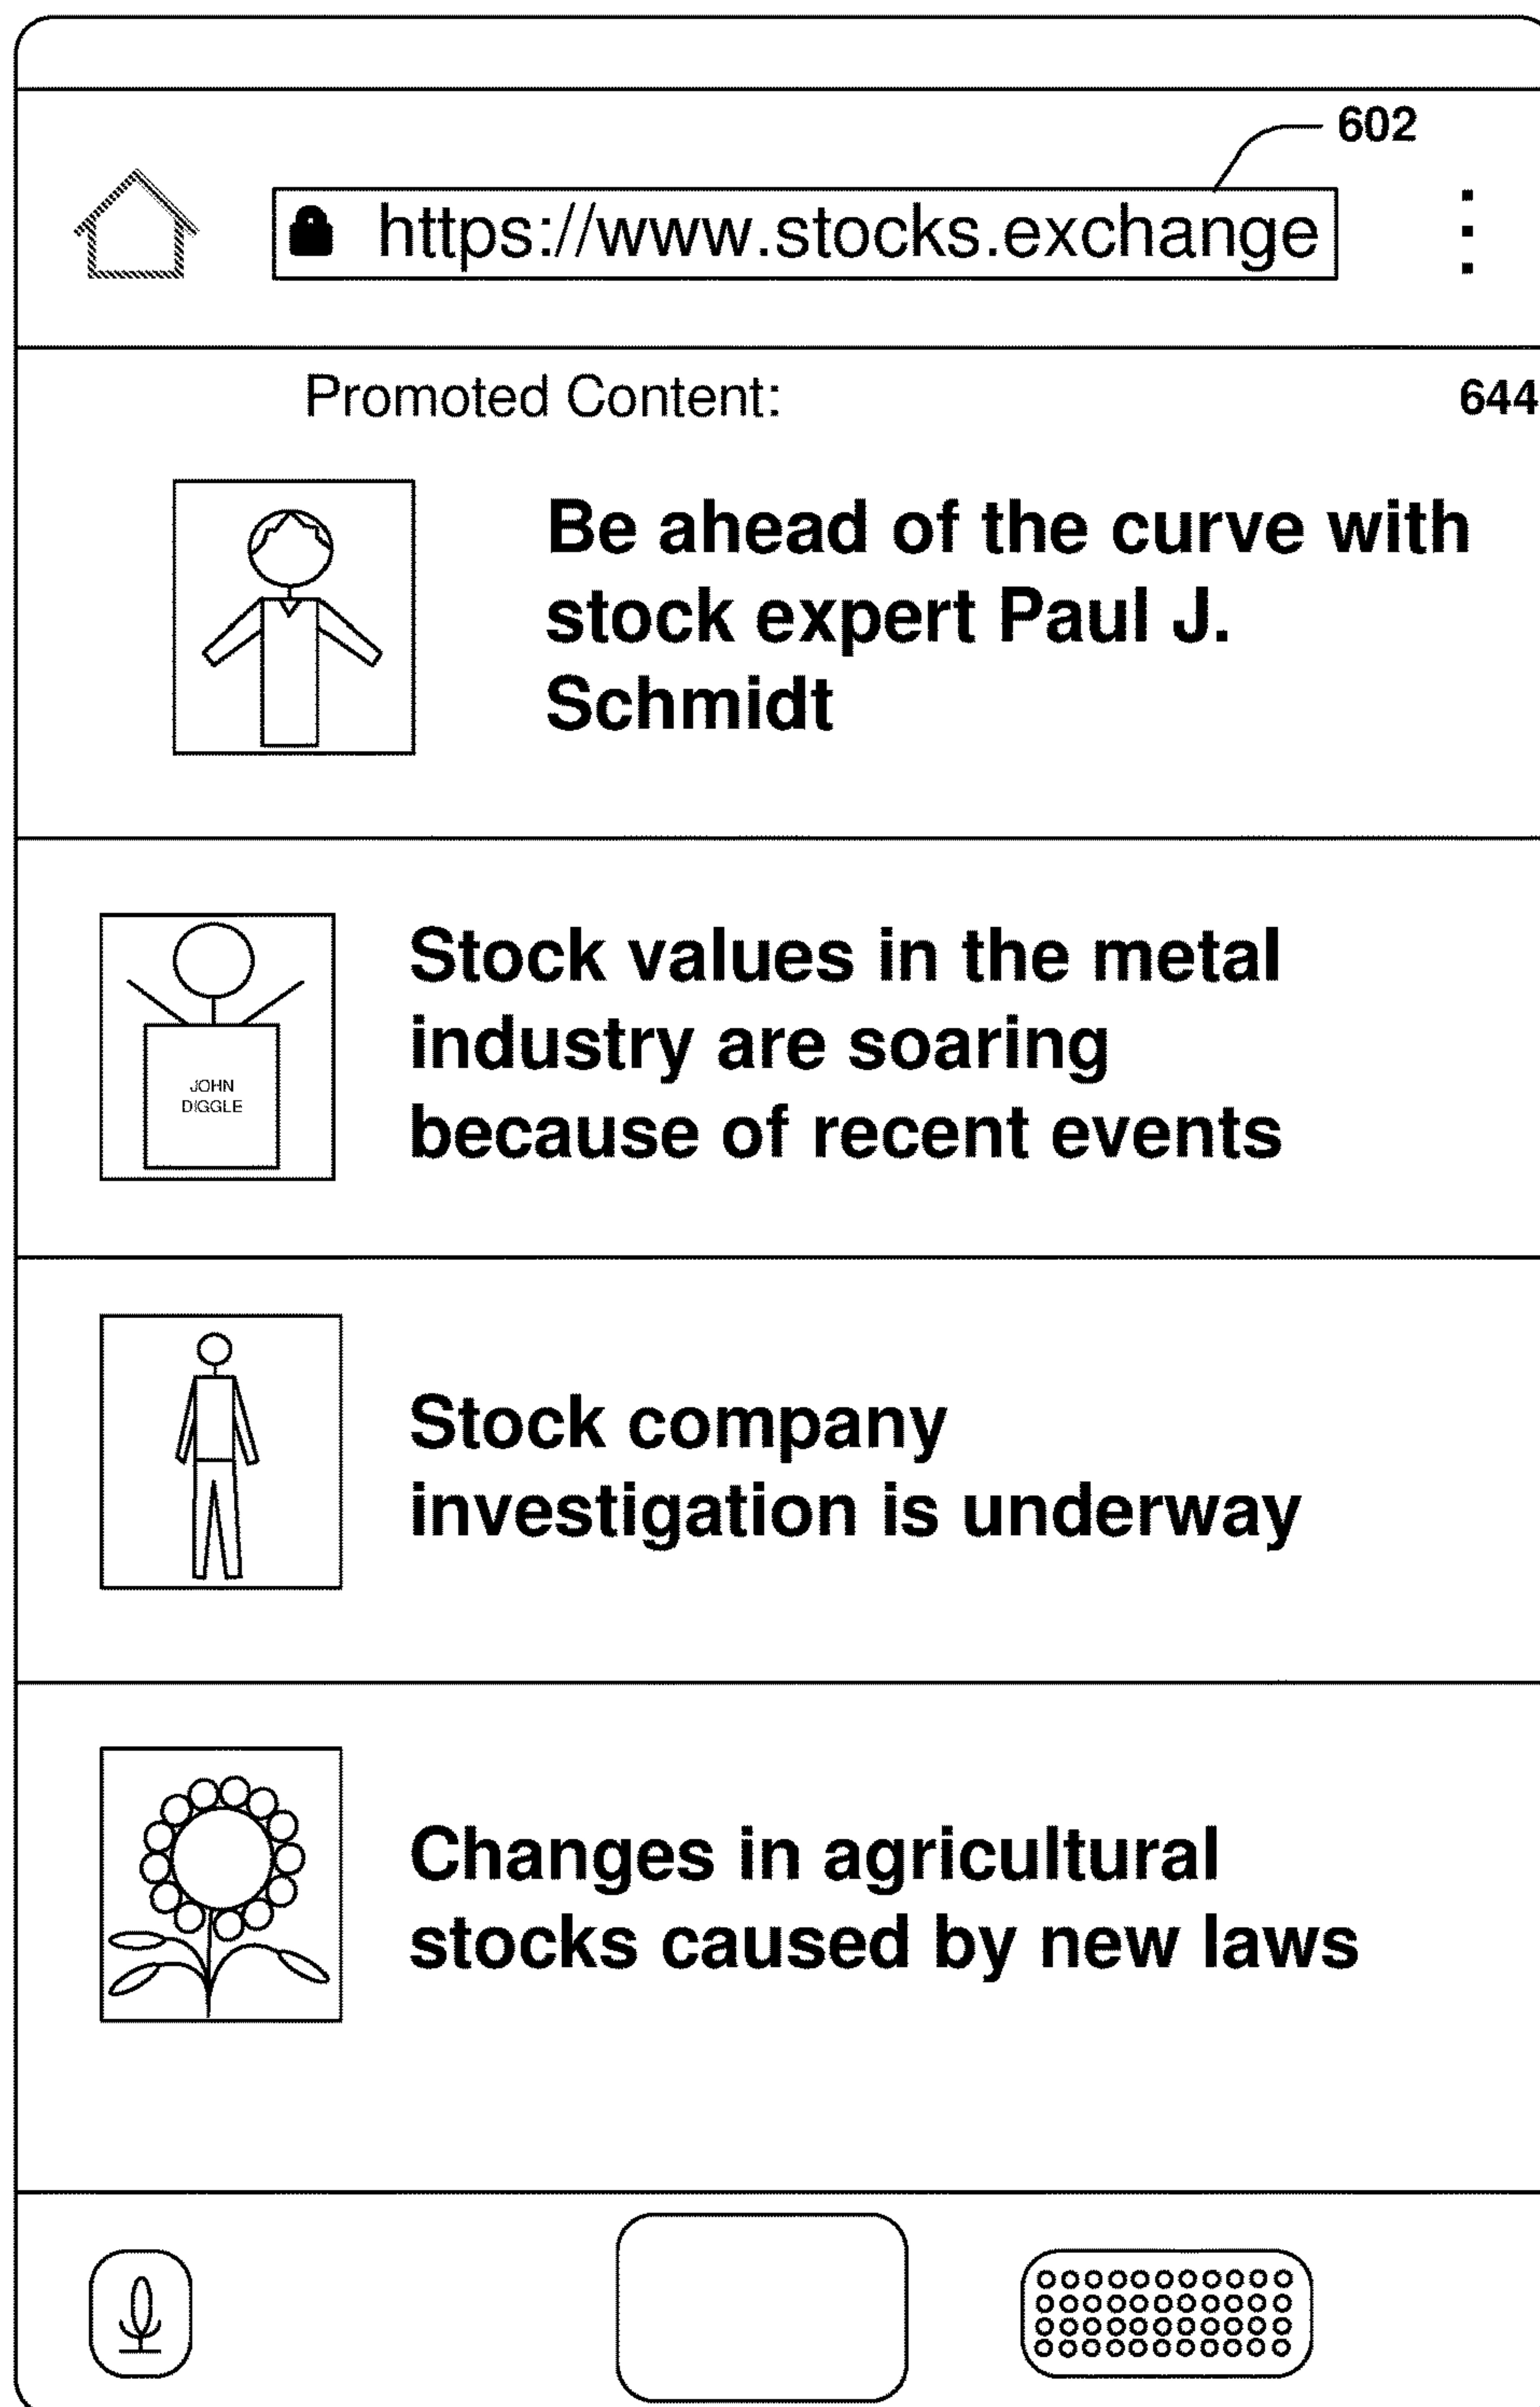 602
https://www.stocks.exchange
Promoted Content:
644
Be ahead of the curve with
stock expert Paul J.
Schmidt
JOHN
DIGGLE
Stock values in the metal
industry are soaring
because of recent events
Stock company
investigation is underway
Changes in agricultural
stocks caused by new laws